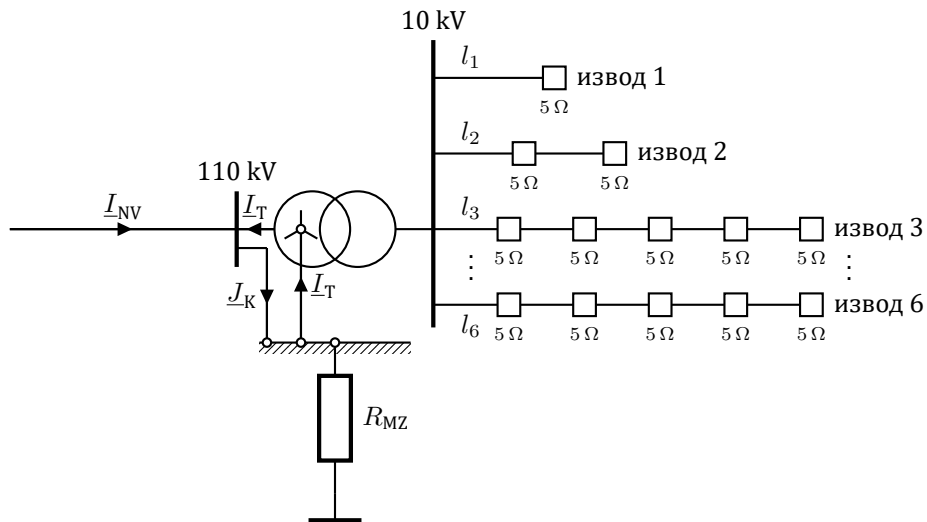 10 kV
l₁
извод 1
5 Ω
l₂
извод 2
5 Ω 5 Ω
110 kV
I_NV
I_T
l₃
извод 3
5 Ω 5 Ω 5 Ω 5 Ω 5 Ω
⋮ ⋮
J_K
I_T
извод 6
l₆
5 Ω 5 Ω 5 Ω 5 Ω 5 Ω
R_MZ